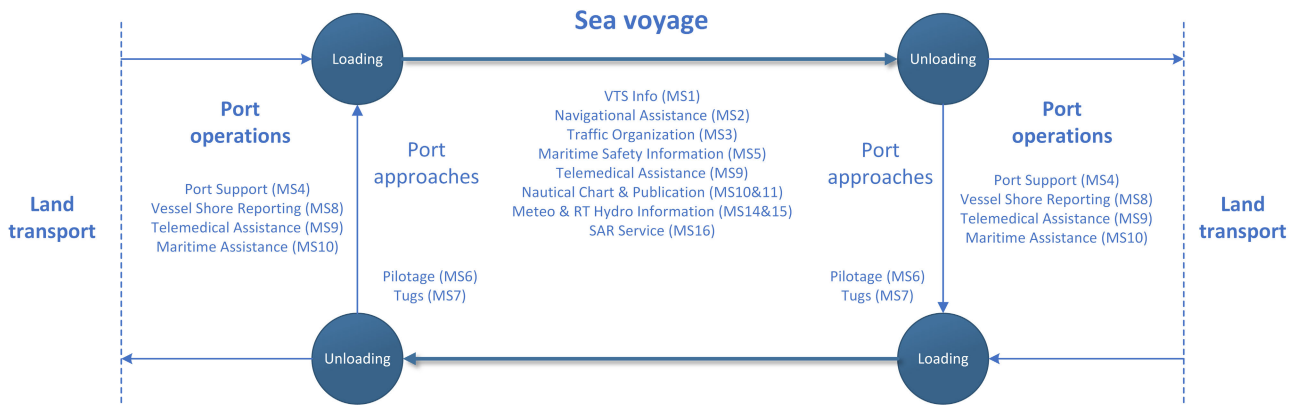 Sea voyage
Loading
Unloading
Port
operations
Port
approaches
VTS Info (MS1)
Navigational Assistance (MS2)
Traffic Organization (MS3)
Maritime Safety Information (MS5)
Telemedical Assistance (MS9)
Nautical Chart & Publication (MS10&11)
Meteo & RT Hydro Information (MS14&15)
SAR Service (MS16)
Port
approaches
Port
operations
Land
transport
Port Support (MS4)
Vessel Shore Reporting (MS8)
Telemedical Assistance (MS9)
Maritime Assistance (MS10)
Port Support (MS4)
Vessel Shore Reporting (MS8)
Telemedical Assistance (MS9)
Maritime Assistance (MS10)
Land
transport
Pilotage (MS6)
Tugs (MS7)
Pilotage (MS6)
Tugs (MS7)
Unloading
Loading